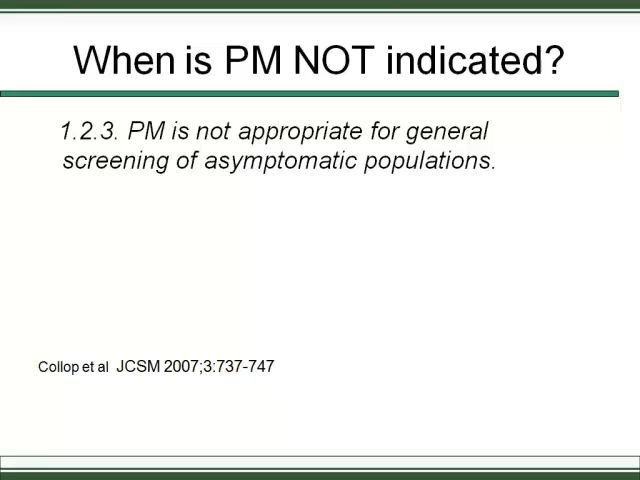 When is PM NOT indicated?
1.2.3. PM is not appropriate for general
screening of asymptomatic populations.
Collop et al JCSM 2007;3:737-747